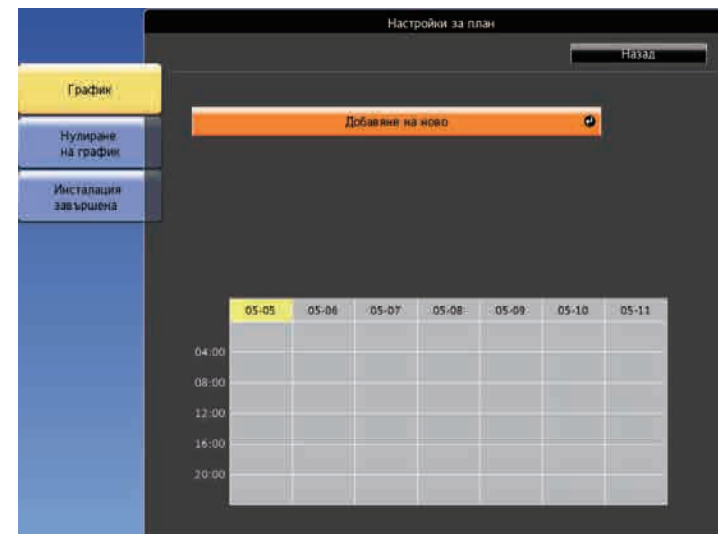 Настройки за план
Назад
График
Добавяне на ново
Нулиране
на график
Инсталация
завършена
05-05 05-06 05-07 05-08 05-09 05-10 05-11
04:00
08:00
12:00
16:00
20:00